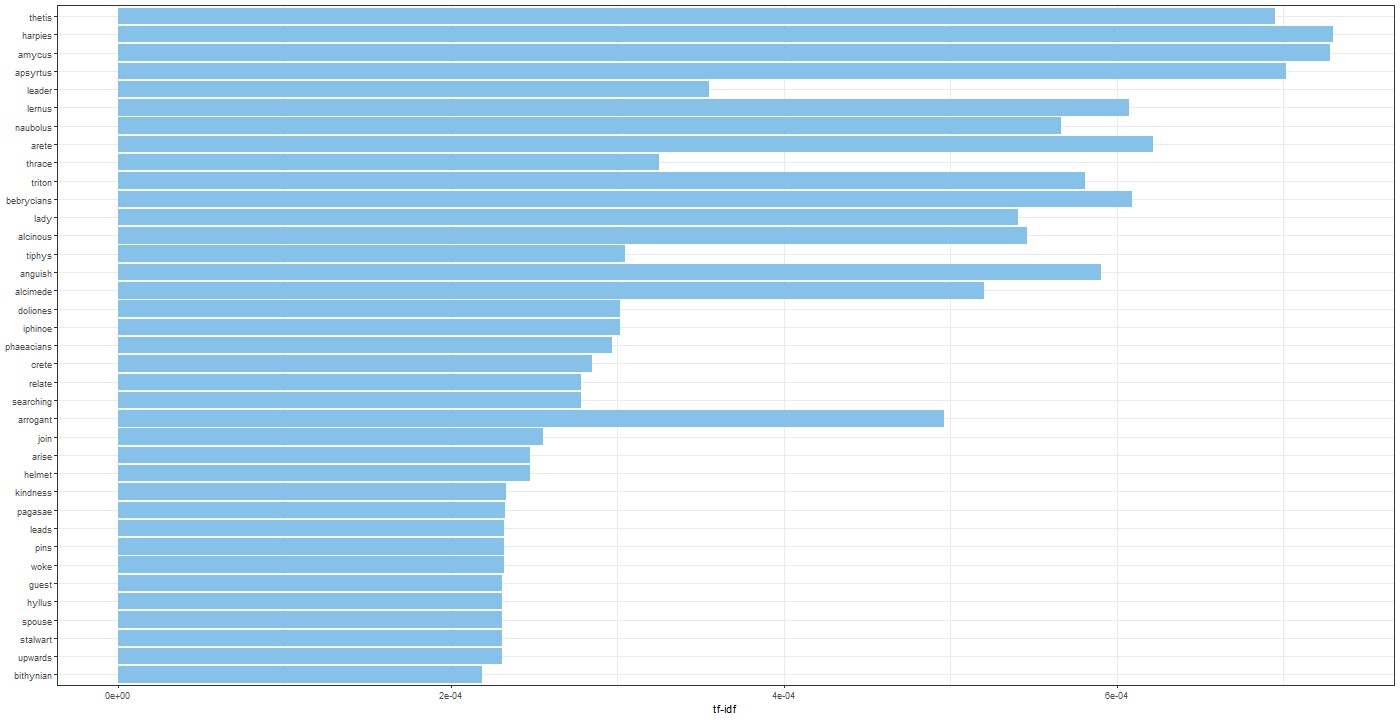 thetis
harpies
amycus
apsyrtus
leader
lernus
naubolus
arete
thrace
triton
bebrycians
lady
alcinous
tiphys
anguish
alcimede
doliones
iphinoe
phaeacians
crete
relate
searching
arrogant
join
arise
helmet
kindness
pagasae
leads
pins
woke
guest
hyllus
spouse
stalwart
upwards
bithynian
0e+00 2e-04 4e-04 6e-04
tf-idf